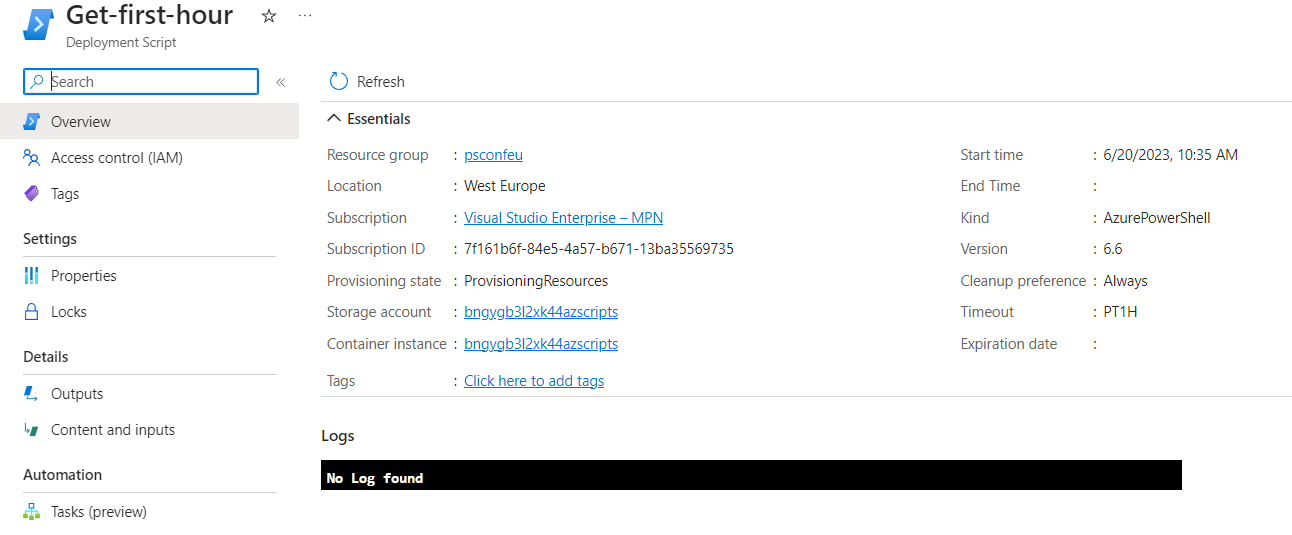 Get-first-hour
Deployment Script
Search
Overview
Access control (IAM)
Tags
Settings
Properties
Locks
Details
Outputs
Content and inputs
Automation
Tasks (preview)
Refresh
Essentials
Resource group : psconfeu
Location : West Europe
Subscription : Visual Studio Enterprise – MPN
Subscription ID : 7f161b6f-84e5-4a57-b671-13ba35569735
Provisioning state : ProvisioningResources
Storage account : bngygb3l2xk44azscripts
Container instance : bngygb3l2xk44azscripts
Tags : Click here to add tags
Start time : 6/20/2023, 10:35 AM
End Time :
Kind : AzurePowerShell
Version : 6.6
Cleanup preference : Always
Timeout : PT1H
Expiration date :
Logs
No Log found